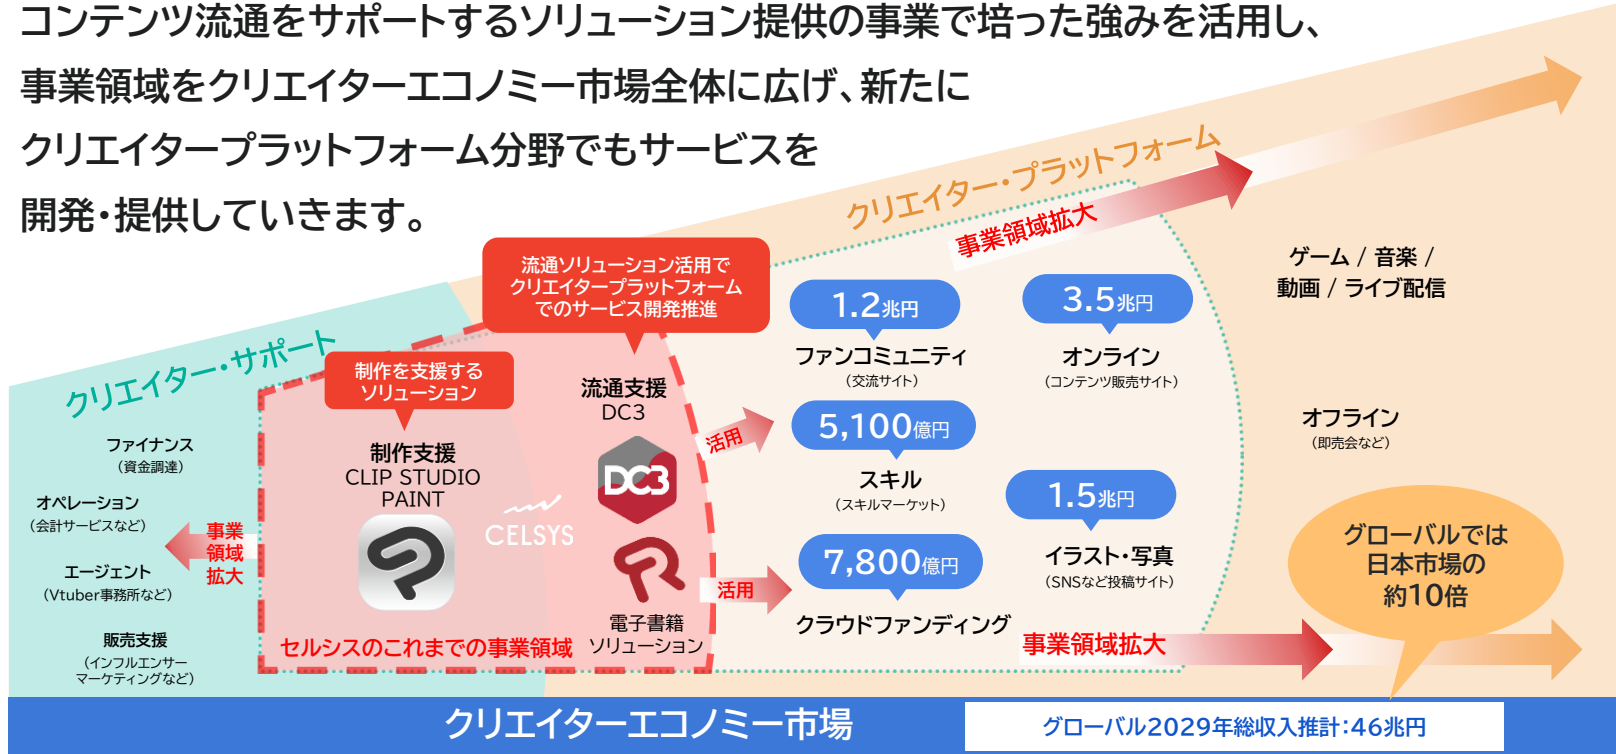 コンテンツ流通をサポートするソリューション提供の事業で培った強みを活用し、
事業領域をクリエイターエコノミー市場全体に広げ、新たに
クリエイタープラットフォーム分野でもサービスを
開発・提供していきます。
クリエイター・プラットフォーム
事業領域拡大
流通ソリューション活用で
クリエイタープラットフォーム
でのサービス開発推進
クリエイター・サポート
制作を支援する
ソリューション
ファイナンス
（資金調達）
オペレーション
（会計サービスなど）
エージェント
（Vtuber事務所など）
販売支援
（インフルエンサー
マーケティングなど）
事業
領域
拡大
制作支援
CLIP STUDIO
PAINT
CELSYS
流通支援
DC3
DC3
電子書籍
ソリューション
セルシスのこれまでの事業領域
活用
活用
1.2兆円
ファンコミュニティ
（交流サイト）
5,100億円
スキル
（スキルマーケット）
7,800億円
クラウドファンディング
3.5兆円
オンライン
（コンテンツ販売サイト）
1.5兆円
イラスト・写真
（SNSなど投稿サイト）
事業領域拡大
ゲーム / 音楽 /
動画 / ライブ配信
オフライン
（即売会など）
グローバルでは
日本市場の
約10倍
クリエイターエコノミー市場
グローバル2029年総収入推計：46兆円